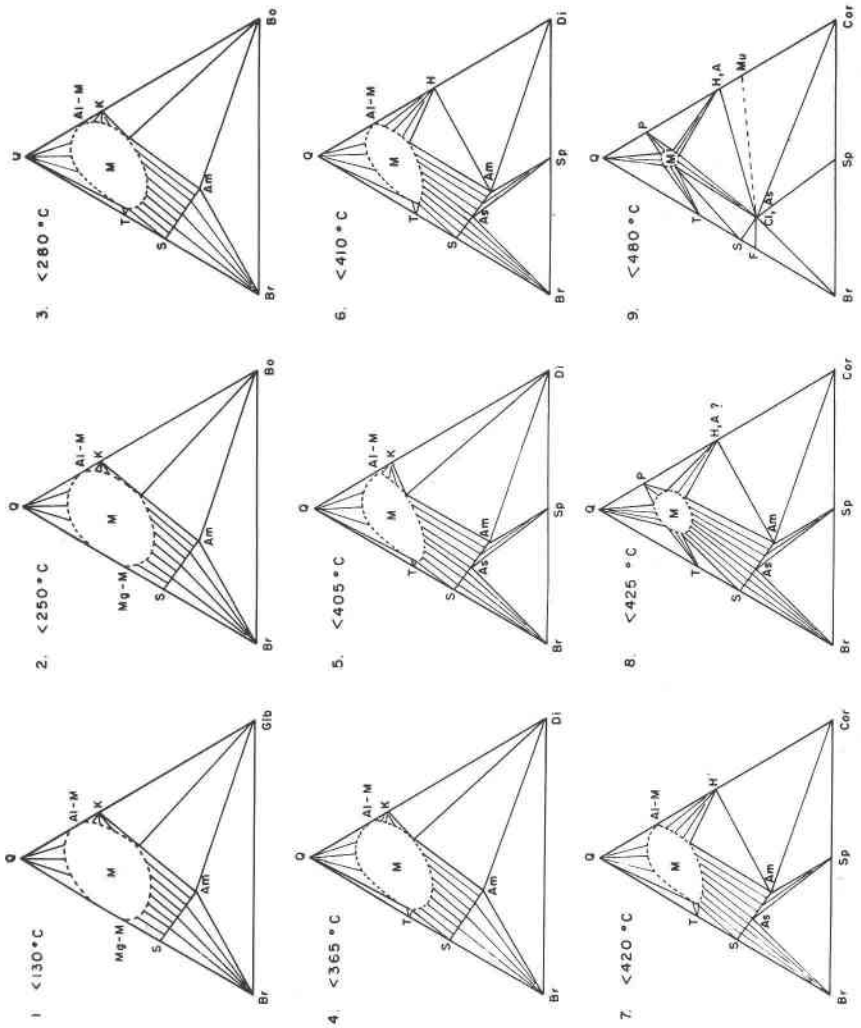 1 <130°C
Q
Al-M
M
K
Mg-M
S
Am
Br
Gib
2. <250°C
Q
Al-M
M
K
Mg-M
S
Am
Br
Bo
3. <280°C
Q
Al-M
M
K
T
S
Am
Br
Bo
4. <365°C
Q
Al-M
M
K
T
S
Am
Br
Di
5. <405°C
Q
Al-M
M
K
T
S
As
Am
Br
Sp
Di
6. <410°C
Q
Al-M
M
H
T
S
As
Am
Br
Sp
Di
7. <420°C
Q
Al-M
M
H
T
S
As
Am
Br
Sp
Cor
8. <425 °C
Q
P
M
H,A ?
T
S
As
Am
Br
Sp
Cor
9. <480°C
Q
P
M
H,A
Mu
T
S
F
Cl, As
Br
Sp
Cor